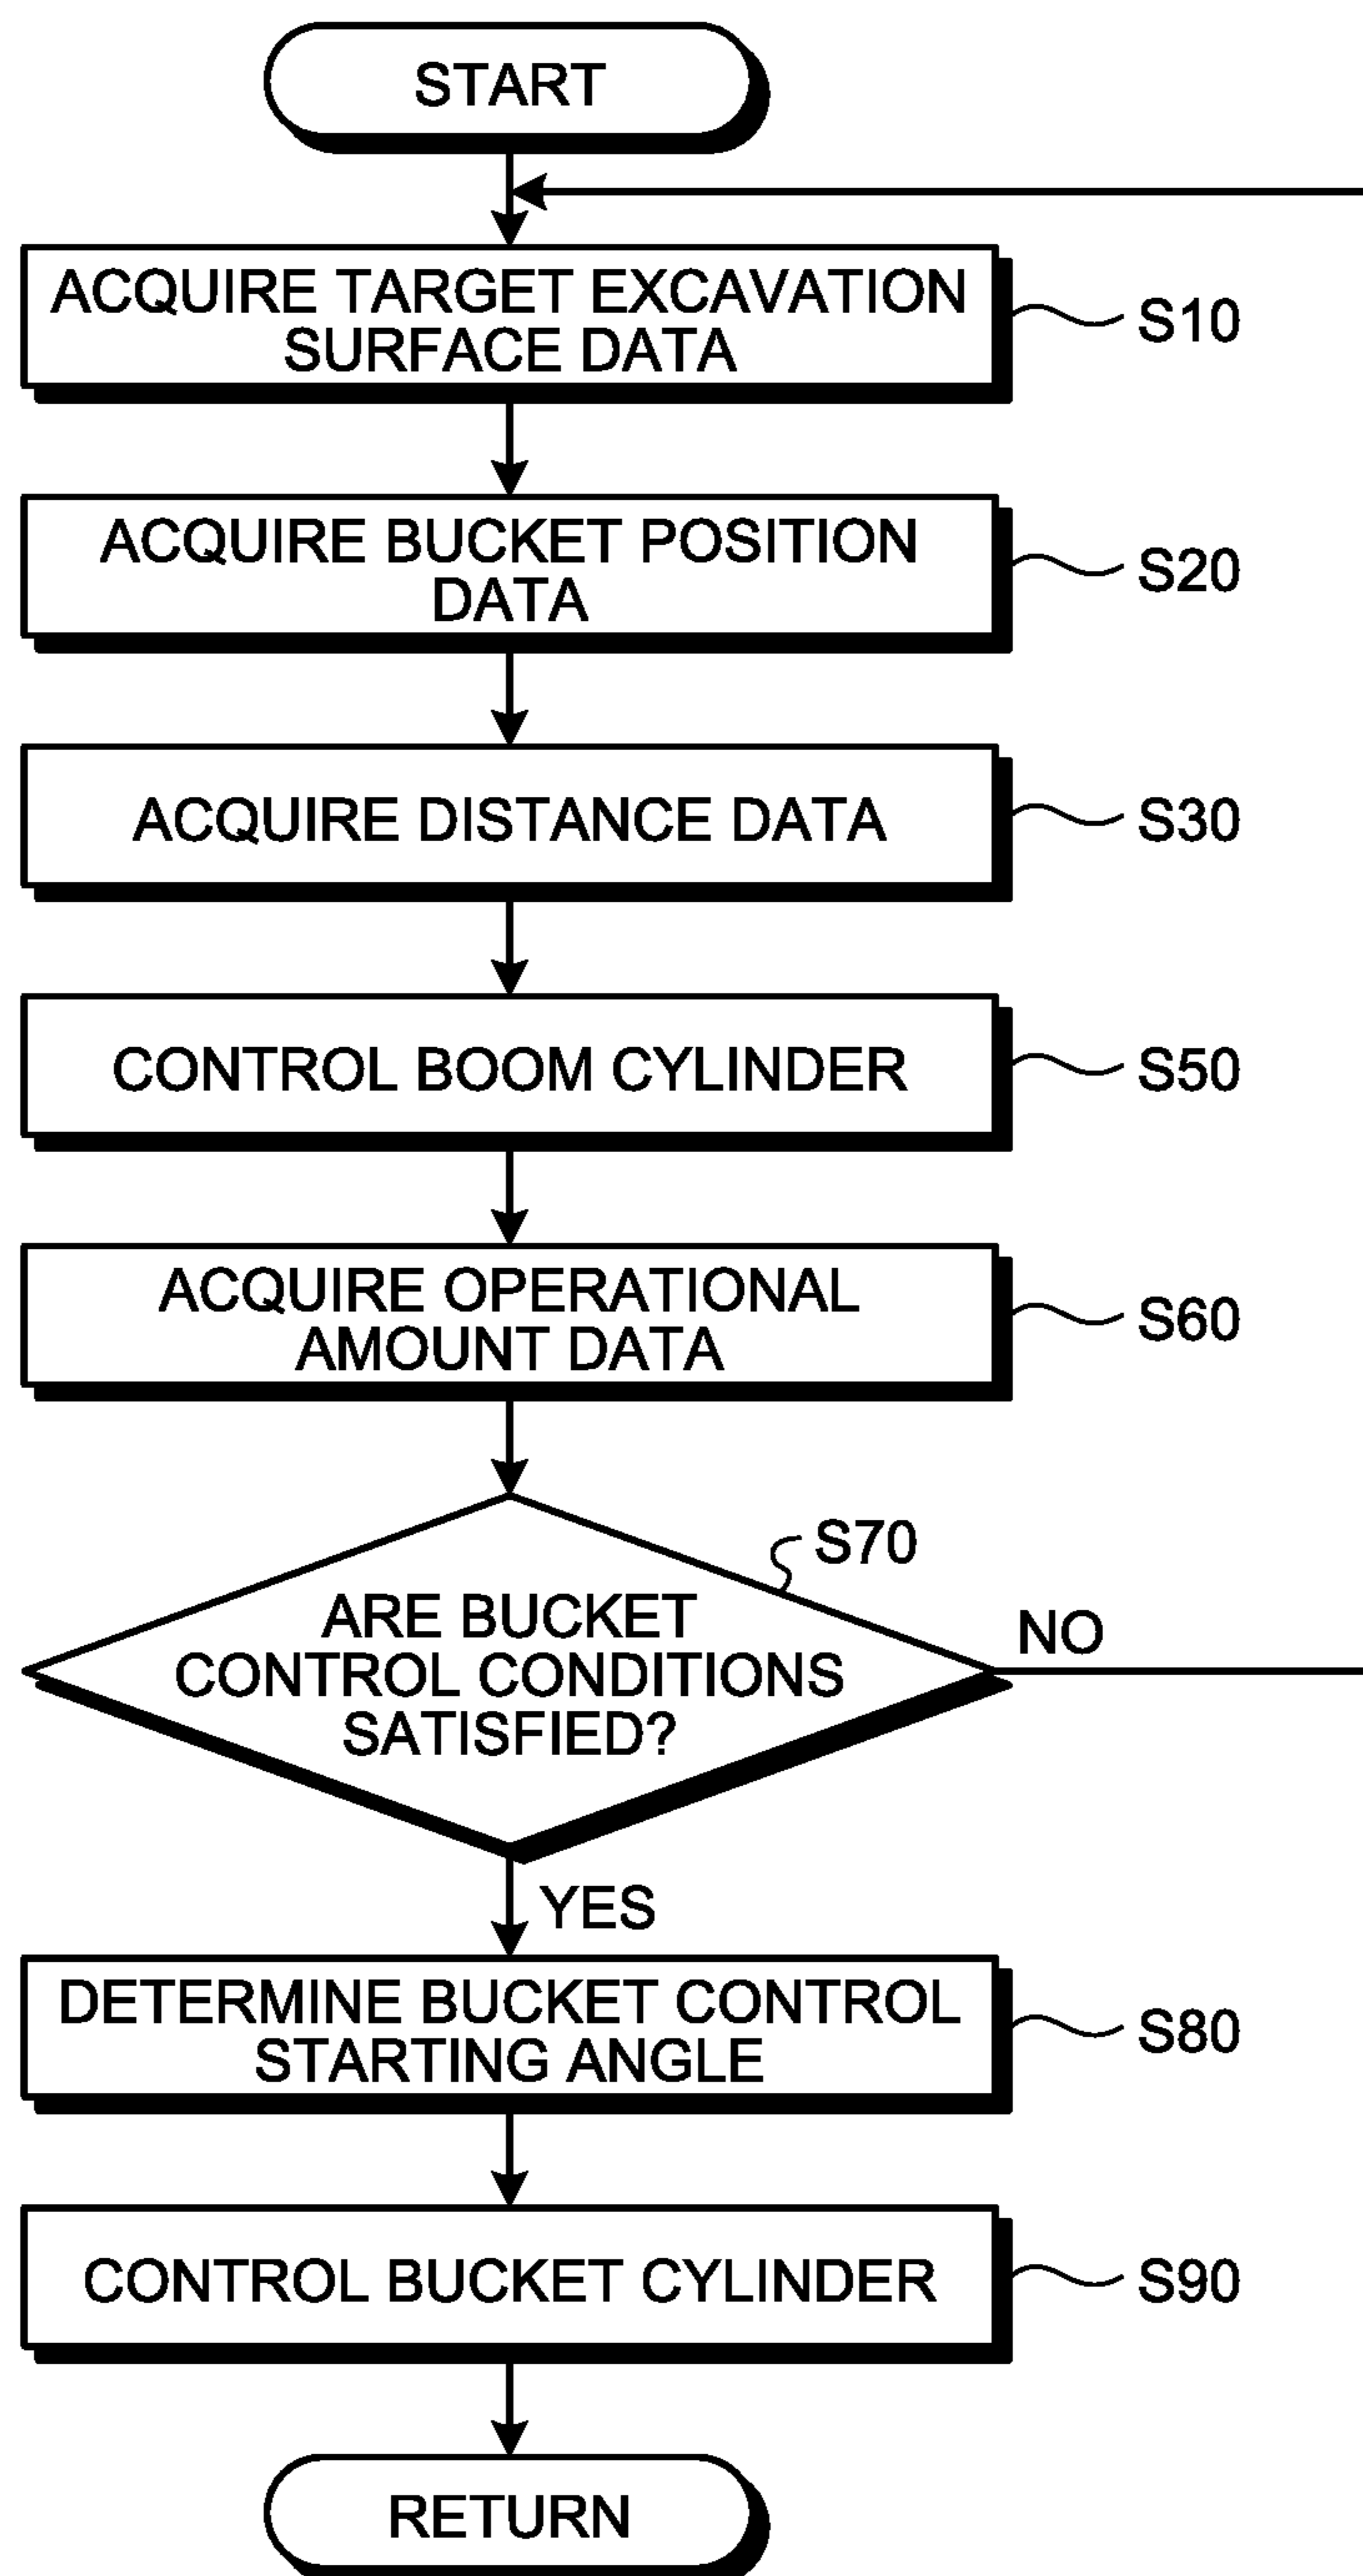 START
ACQUIRE TARGET EXCAVATION
SURFACE DATA
S10
ACQUIRE BUCKET POSITION
DATA
S20
ACQUIRE DISTANCE DATA
S30
CONTROL BOOM CYLINDER
S50
ACQUIRE OPERATIONAL
AMOUNT DATA
S60
S70
ARE BUCKET
CONTROL CONDITIONS
SATISFIED?
NO
YES
DETERMINE BUCKET CONTROL
STARTING ANGLE
S80
CONTROL BUCKET CYLINDER
S90
RETURN